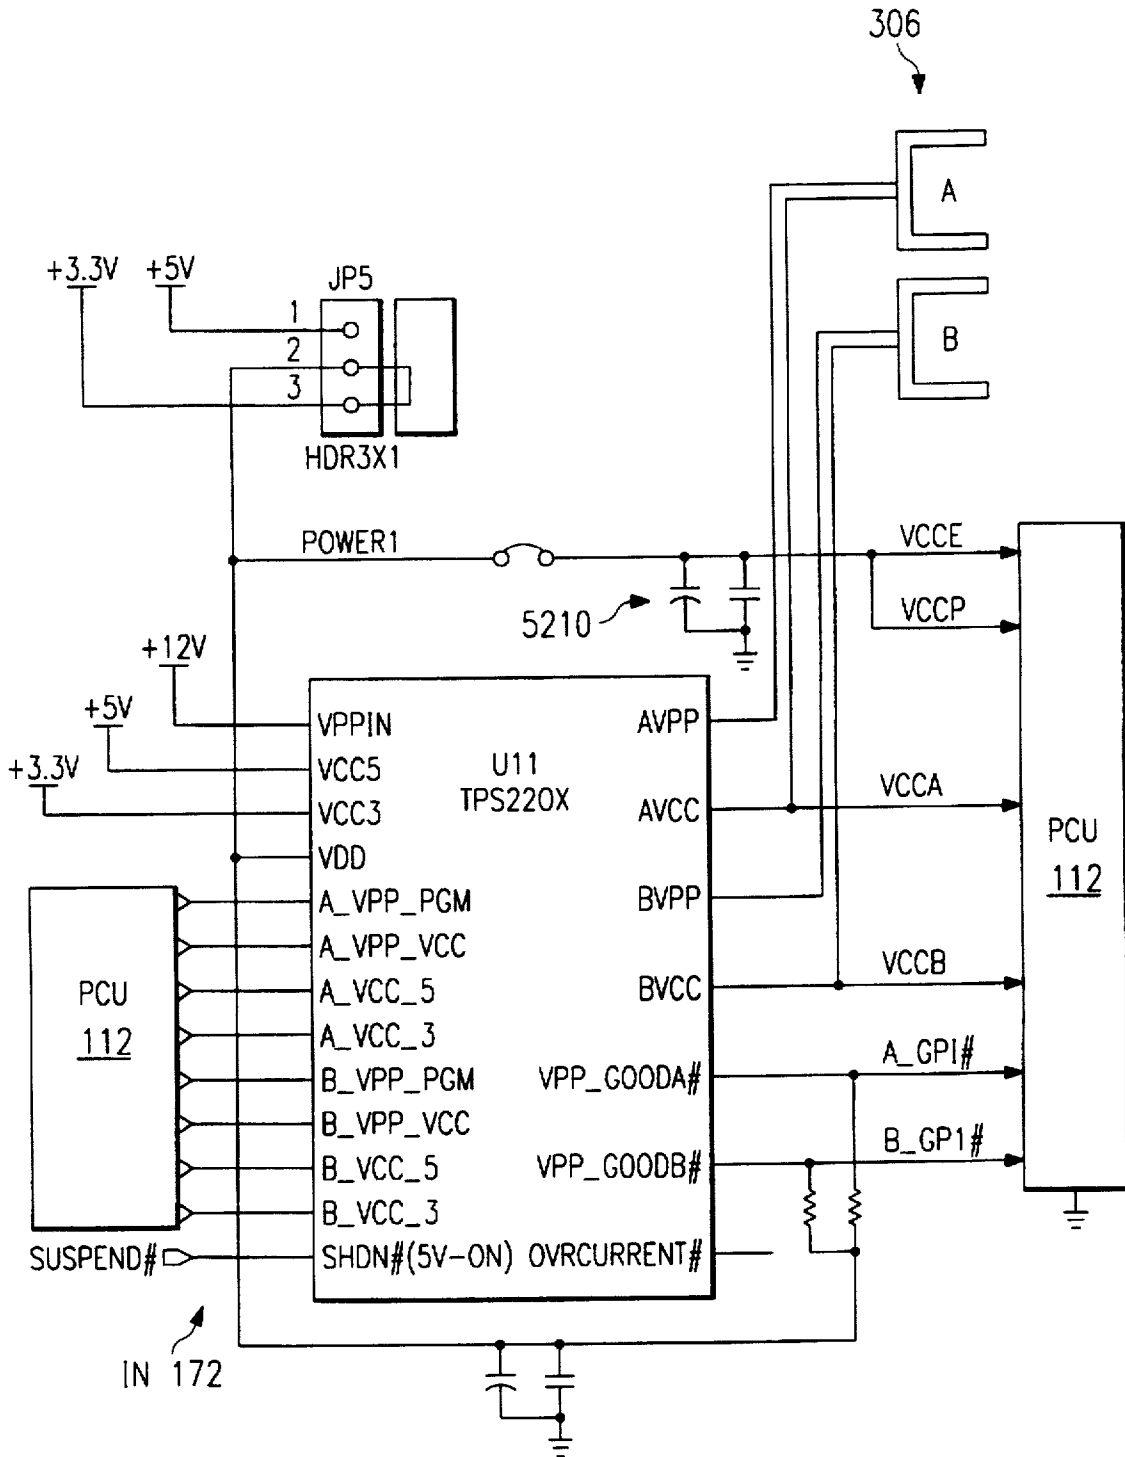 306
A
+3.3V +5V
JP5
1
2
3
B
HDR3X1
POWER1
VCCE
5210
VCCP
+12V
+5V
+3.3V
VPPIN
VCC5
VCC3
VDD
A_VPP_PGM
A_VPP_VCC
A_VCC_5
A_VCC_3
B_VPP_PGM
B_VPP_VCC
B_VCC_5
B_VCC_3
SHDN#(5V-ON) OVRCURRENT#
U11
TPS220X
AVPP
AVCC
BVPP
BVCC
VPP_GOODA#
VPP_GOODB#
VCCA
VCCB
A_GPI#
B_GP1#
PCU
112
PCU
112
SUSPEND#
IN 172